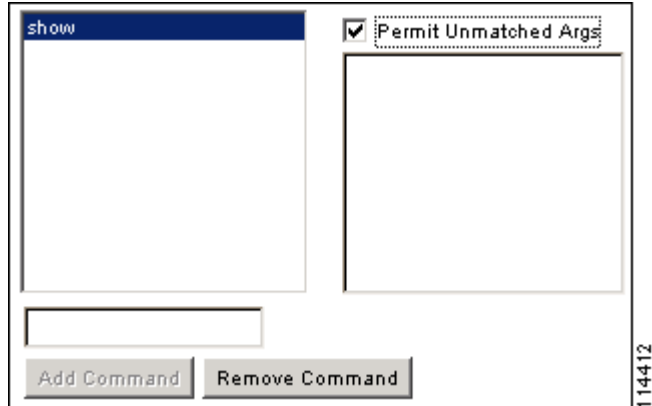 show
Permit Unmatched Args
Add Command
Remove Command
114412